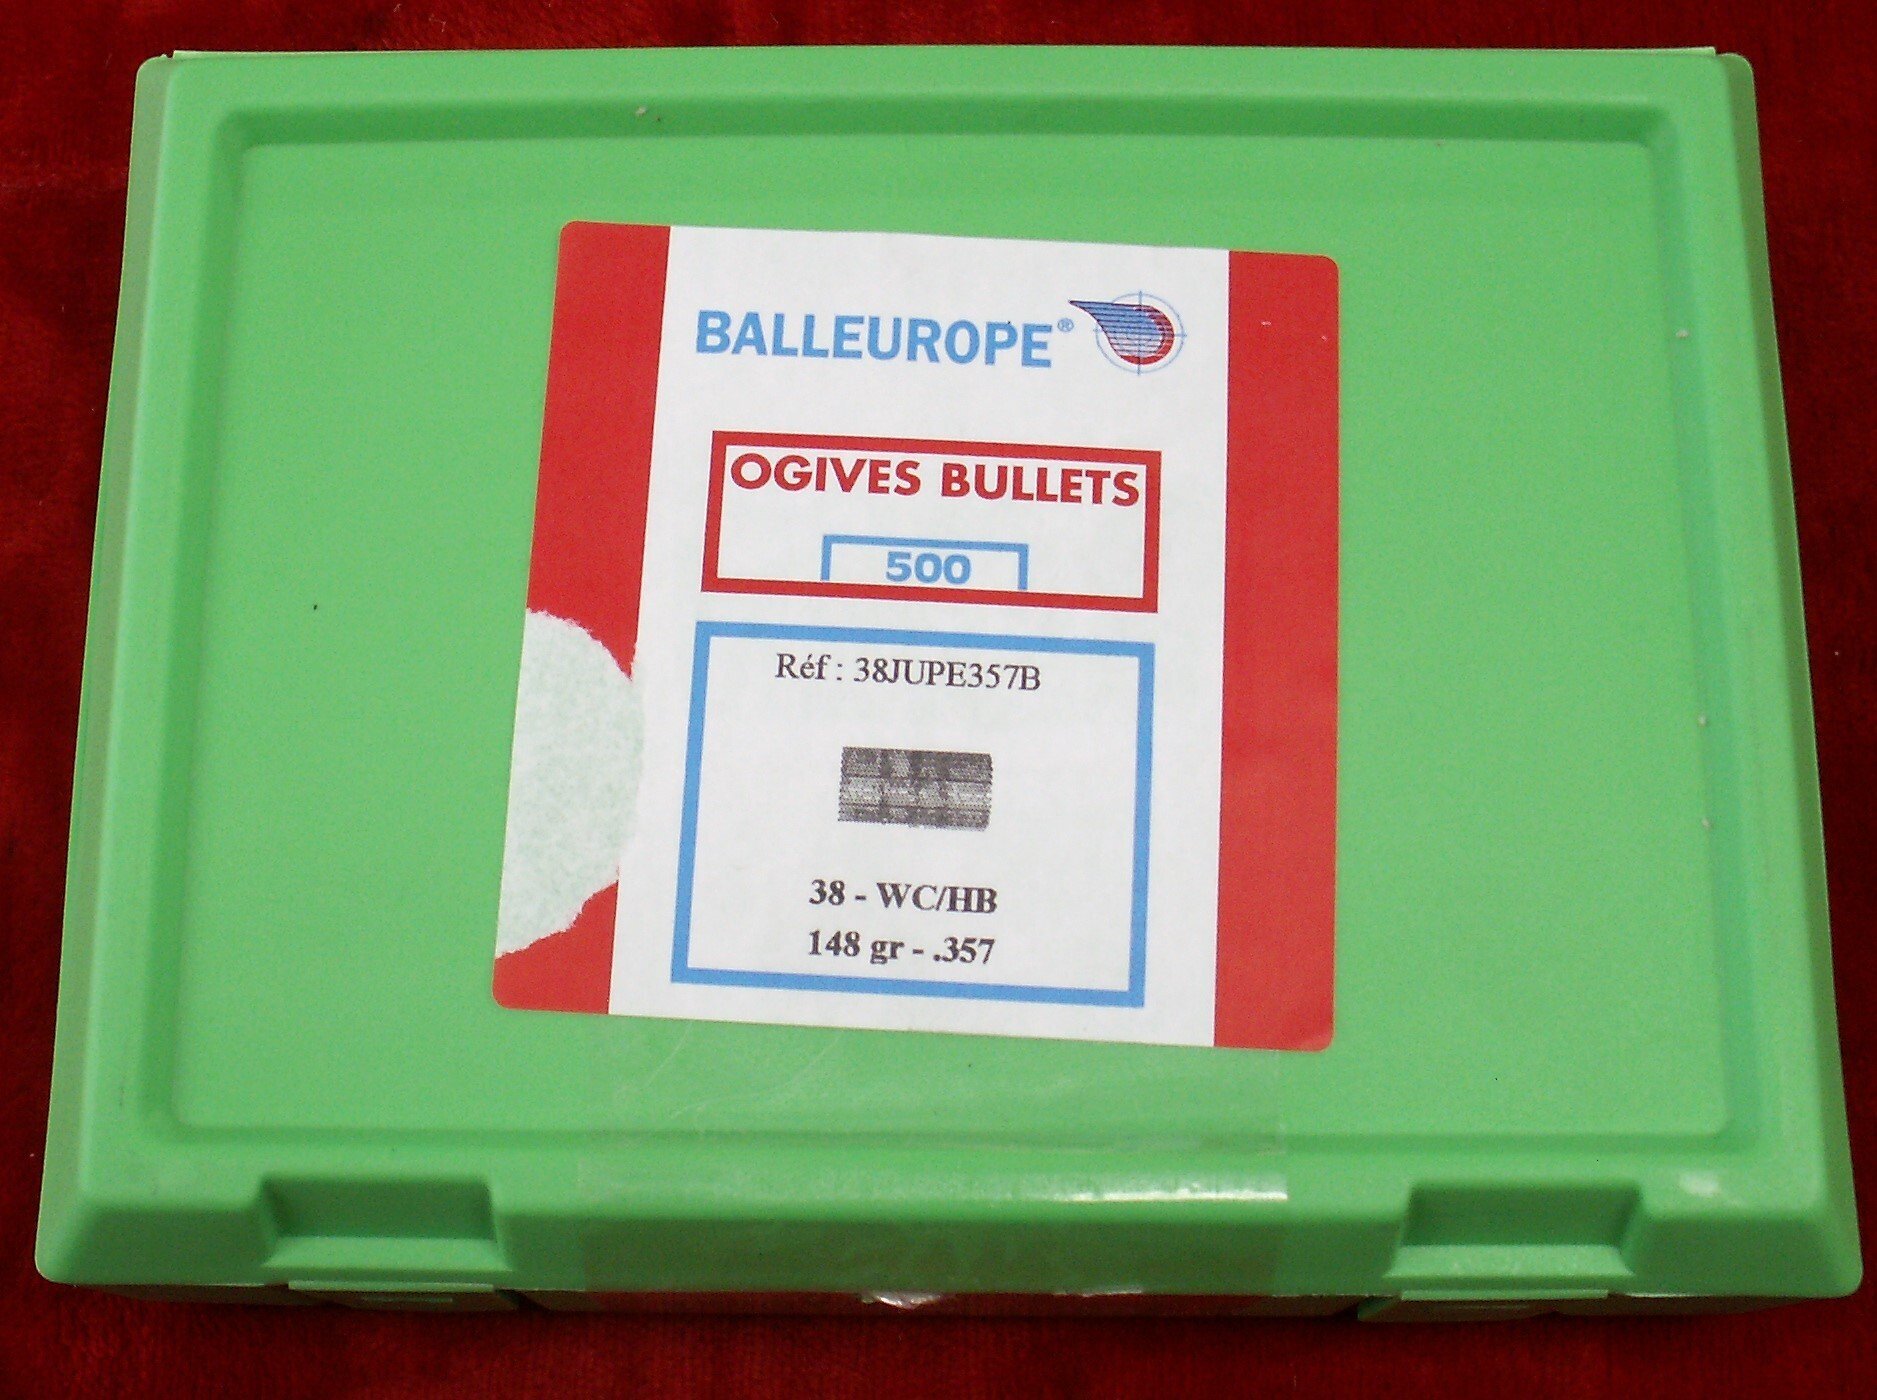 BALLEUROPE®
OGIVES BULLETS
500
Réf : 38JUPE357B
38 - WC/HB
148 gr - .357